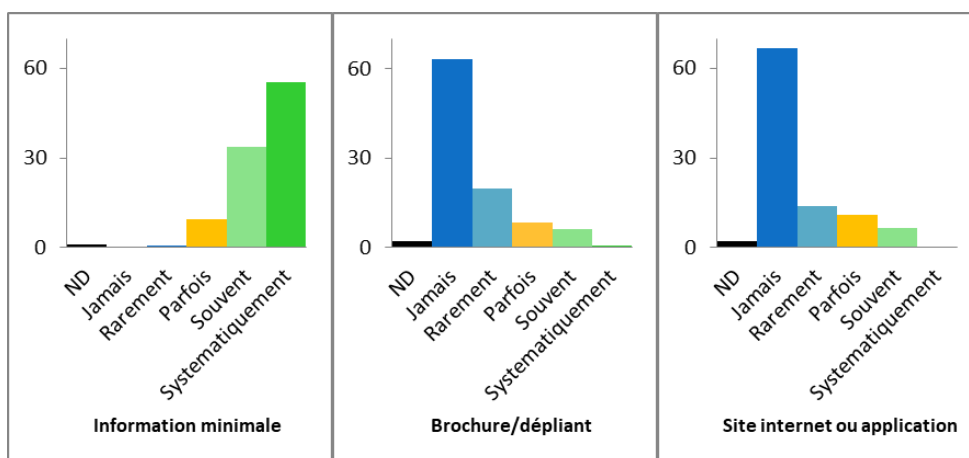 60
30
0
ND
Jamais
Rarement
Parfois
Souvent
Systematiquement
Information minimale
60
30
0
ND
Jamais
Rarement
Parfois
Souvent
Systematiquement
Brochure/dépliant
60
30
0
ND
Jamais
Rarement
Parfois
Souvent
Systematiquement
Site internet ou application